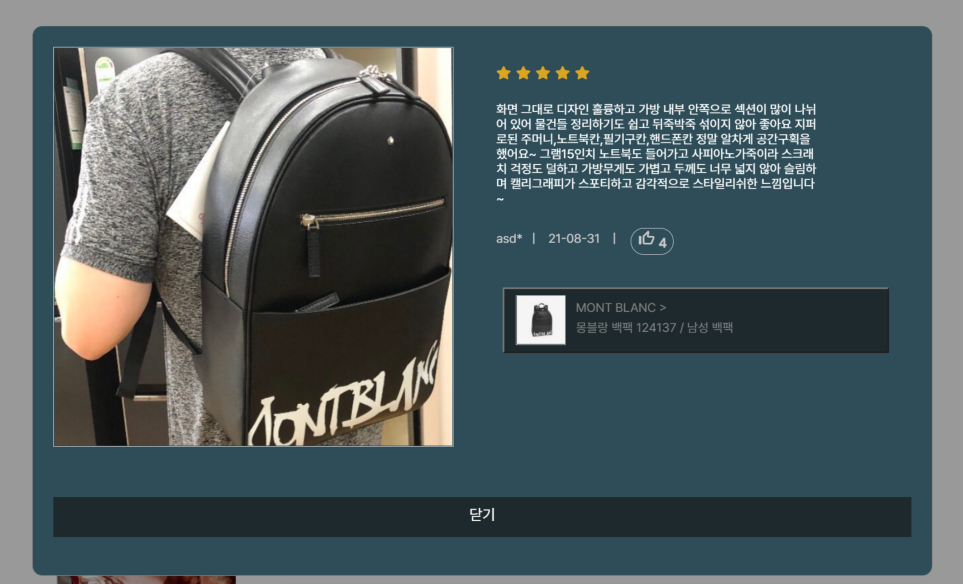 화면 그대로 디자인 훌륭하고 가방 내부 안쪽으로 섹션이 많이 나뉘
어 있어 물건들 정리하기도 쉽고 뒤죽박죽 섞이지 않아 좋아요 지퍼
로된 주머니,노트북칸,필기구칸,핸드폰칸 정말 알차게 공간구획을
했어요~ 그램15인치 노트북도 들어가고 사피아노가죽이라 스크래
치 걱정도 덜하고 가방무게도 가볍고 두께도 너무 넓지 않아 슬림하
며 캘리그래피가 스포티하고 감각적으로 스타일리쉬한 느낌입니다
~
asd* | 21-08-31 | 4
MONT BLANC >
몽블랑 백팩 124137 / 남성 백팩
MONTBLANC
닫기